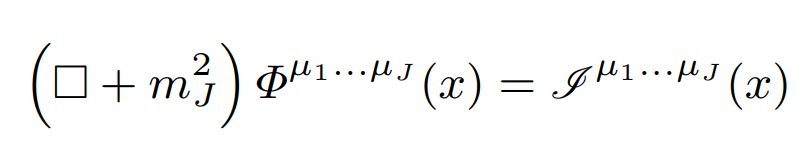 (□ + m_J^2) Φ^{μ_1…μ_J}(x) = ℐ^{μ_1…μ_J}(x)